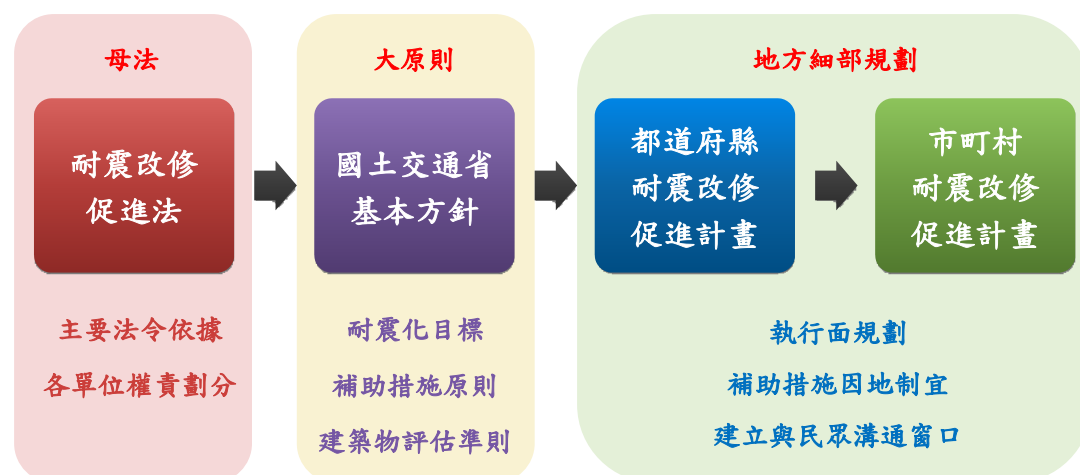 母法
耐震改修
促進法
主要法令依據
各單位權責劃分
大原則
國土交通省
基本方針
耐震化目標
補助措施原則
建築物評估準則
地方細部規劃
都道府縣
耐震改修
促進計畫
市町村
耐震改修
促進計畫
執行面規劃
補助措施因地制宜
建立與民眾溝通窗口